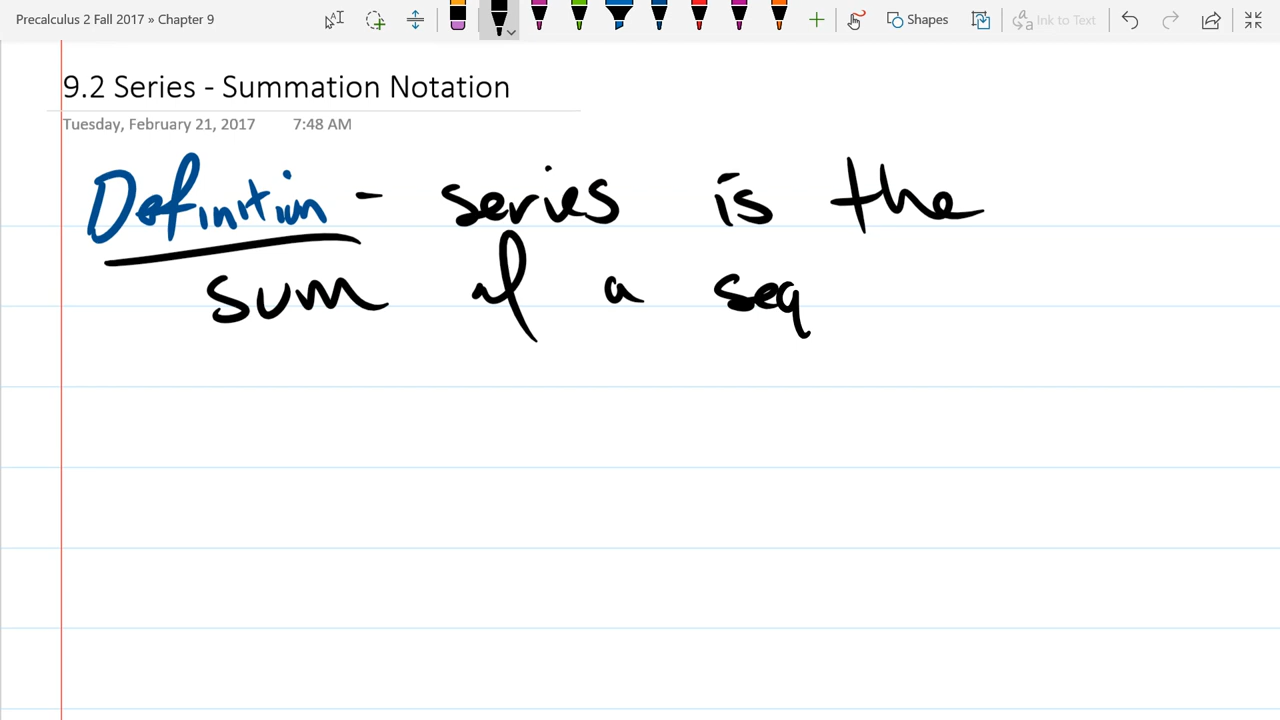 Precalculus 2 Fall 2017 » Chapter 9
Shapes
Ink to Text
9.2 Series - Summation Notation
Tuesday, February 21, 2017 7:48 AM
Definition - series is the
sum of a seq